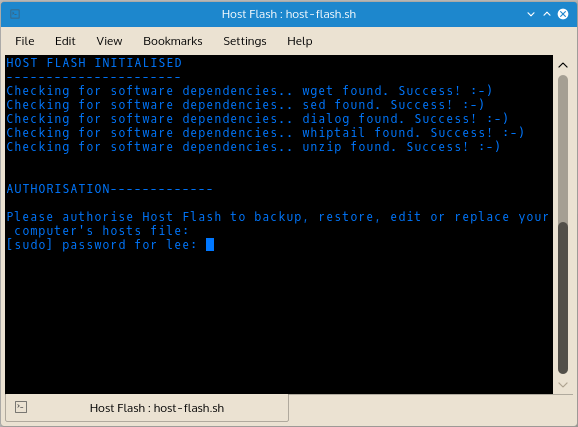 Host Flash : host-flash.sh
File Edit View Bookmarks Settings Help
HOST FLASH INITIALISED
----------------------
Checking for software dependencies.. wget found. Success! :-)
Checking for software dependencies.. sed found. Success! :-)
Checking for software dependencies.. dialog found. Success! :-)
Checking for software dependencies.. whiptail found. Success! :-)
Checking for software dependencies.. unzip found. Success! :-)
AUTHORISATION-------------
Please authorise Host Flash to backup, restore, edit or replace your
computer's hosts file:
[sudo] password for lee:
Host Flash : host-flash.sh